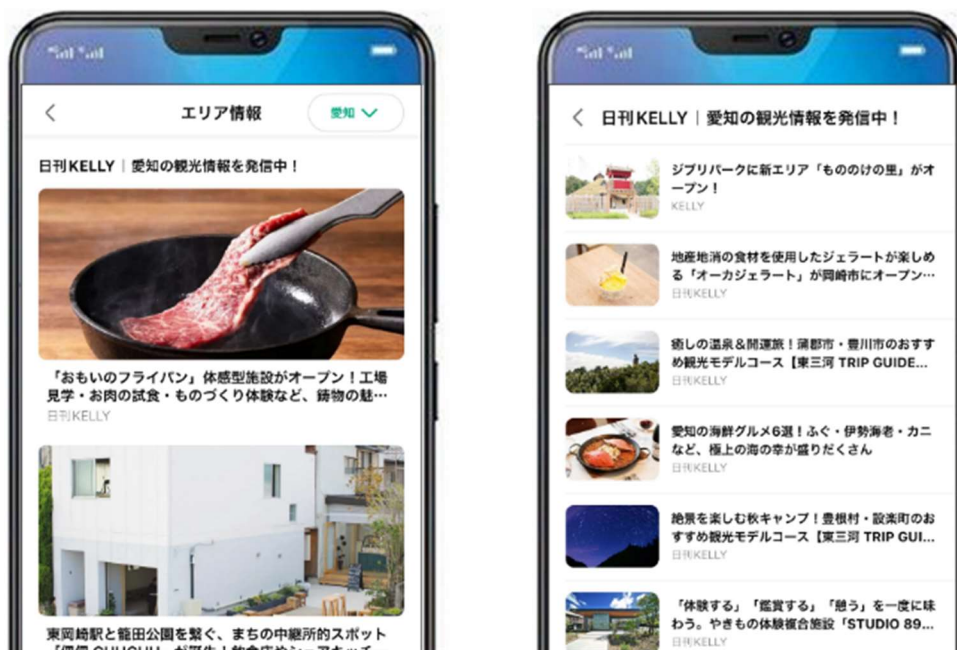 エリア情報
愛知
日刊KELLY｜愛知の観光情報を発信中！
「おもいのフライパン」体感型施設がオープン！工場
見学・お肉の試食・ものづくり体験など、鋳物の魅…
日刊KELLY
東岡崎駅と籠田公園を繋ぐ、まちの中継所的スポット
日刊KELLY｜愛知の観光情報を発信中！
ジブリパークに新エリア「もののけの里」がオ
ープン！
KELLY
地産地消の食材を使用したジェラートが楽しめ
る「オーカジェラート」が岡崎市にオープン…
日刊KELLY
癒しの温泉＆開運旅！蒲郡市・豊川市のおすす
め観光モデルコース【東三河 TRIP GUIDE...
日刊KELLY
愛知の海鮮グルメ6選！ふぐ・伊勢海老・カニ
など、極上の海の幸が盛りだくさん
日刊KELLY
絶景を楽しむ秋キャンプ！豊根村・設楽町のお
すすめ観光モデルコース【東三河 TRIP GUI...
日刊KELLY
「体験する」「鑑賞する」「憩う」を一度に味
わう。やきもの体験複合施設「STUDIO 89...
日刊KELLY